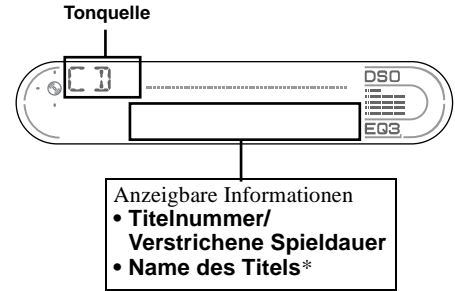 Tonquelle
CD
DSO
EQ3
Anzeigbare Informationen
• Titelnummer/
Verstrichene Spieldauer
• Name des Titels*